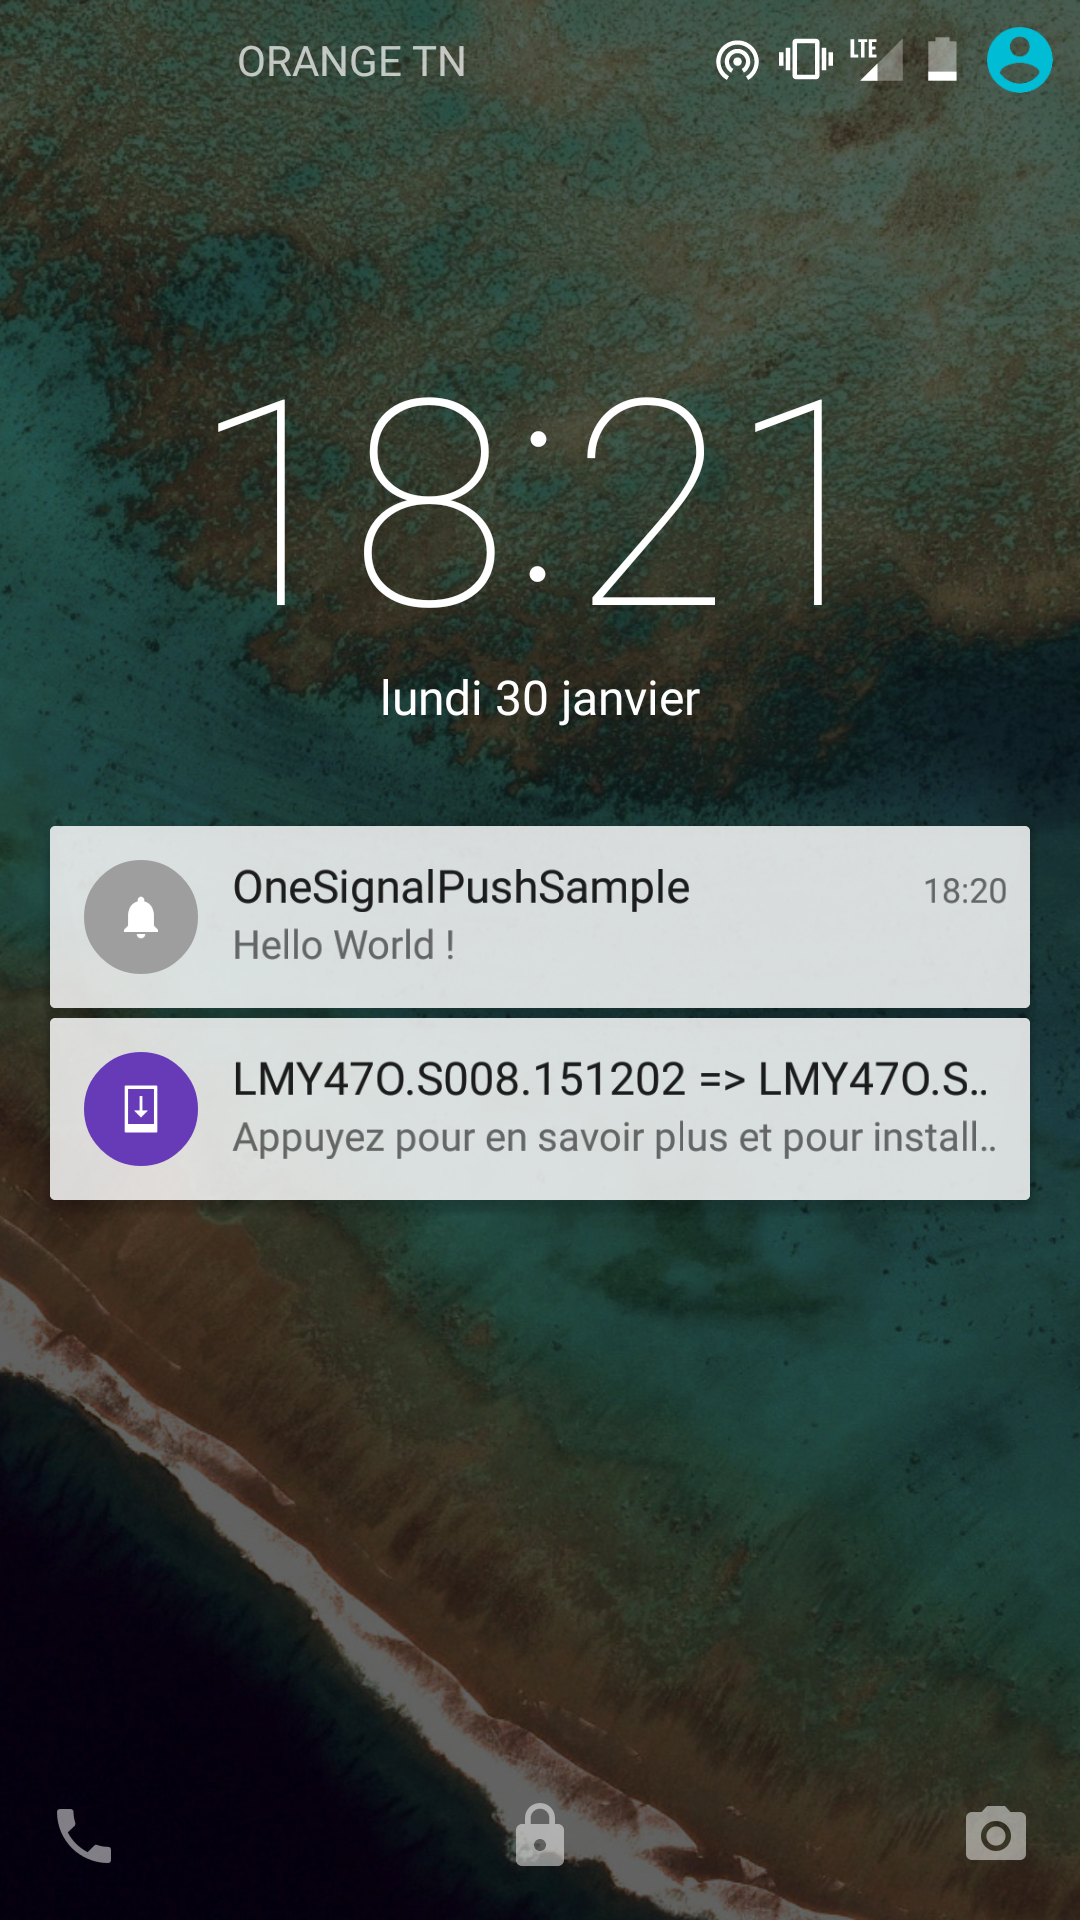 ORANGE TN
LTE
18:21
lundi 30 janvier
OneSignalPushSample 18:20
Hello World !
LMY47O.S008.151202 => LMY47O.S..
Appuyez pour en savoir plus et pour install..